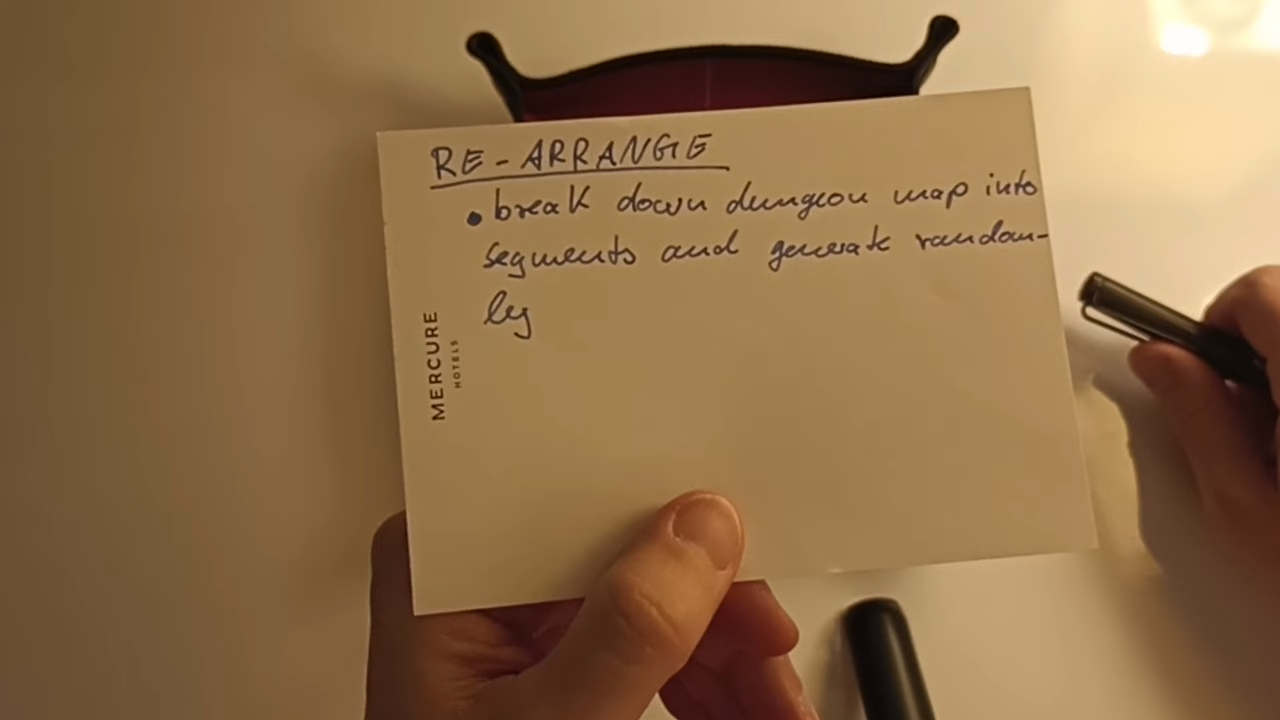 RE-ARRANGE
• break down dungeon map into
segments and generate random-
ly
MERCURE
HOTELS